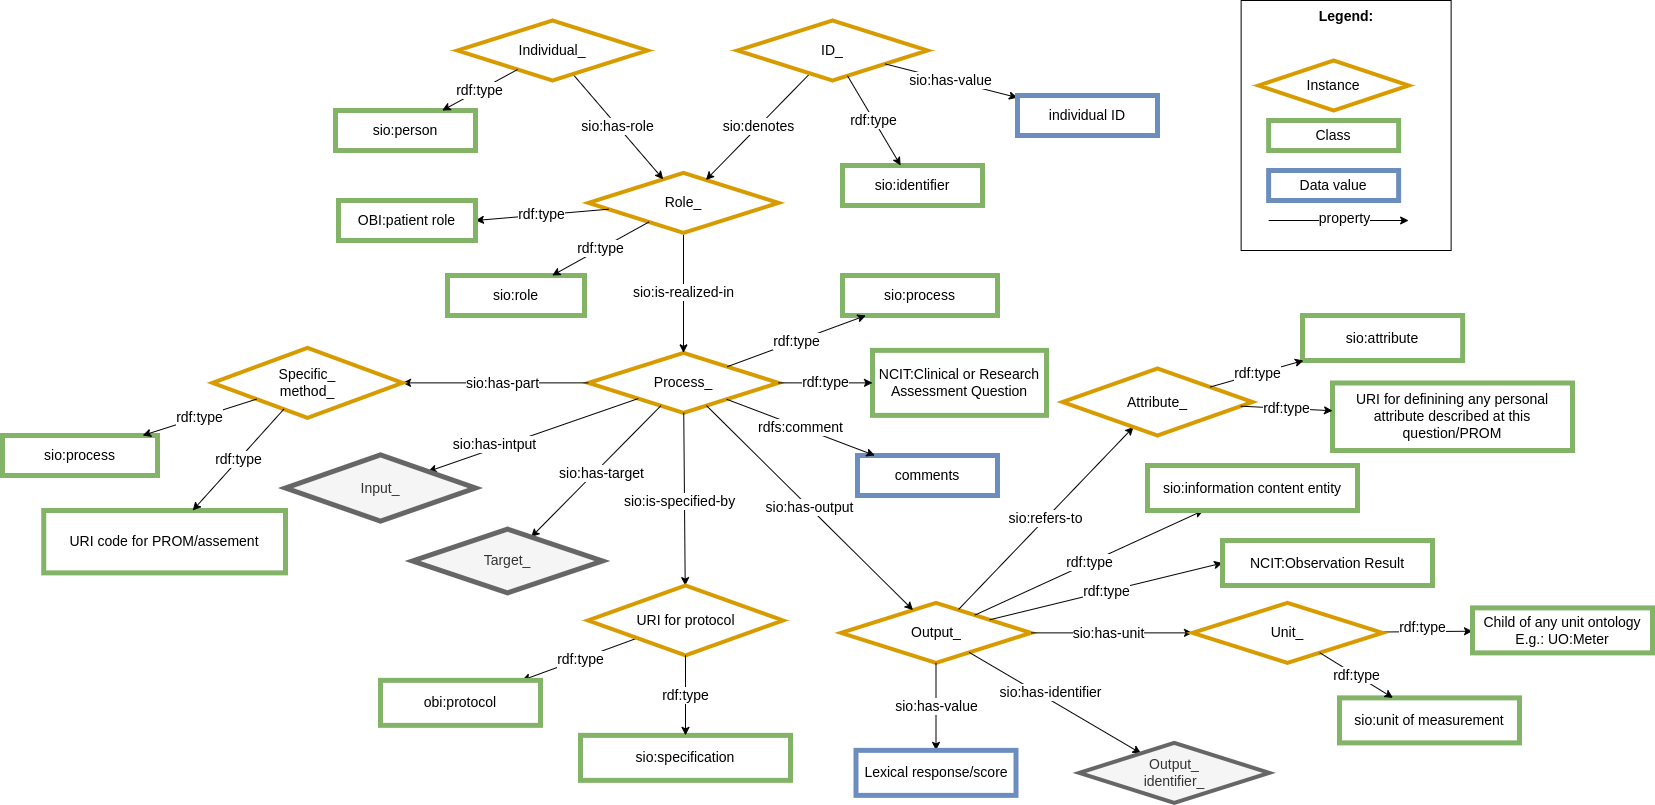 Legend:
Individual_
ID_
sio:has-value
rdf:type
Instance
individual ID
sio:person
sio:has-role
sio:denotes
rdf:type
Class
sio:identifier
Data value
Role_
OBI:patient role
rdf:type
property
rdf:type
sio:role
sio:is-realized-in
sio:process
rdf:type
sio:attribute
Specific_
method_
sio:has-part
Process_
rdf:type
NCIT:Clinical or Research
Assessment Question
rdf:type
Attribute_
rdf:type
URI for definining any personal
attribute described at this
question/PROM
rdf:type
rdfs:comment
sio:process
rdf:type
sio:has-intput
comments
Input_
sio:has-target
sio:is-specified-by
sio:has-output
sio:information content entity
URI code for PROM/assement
Target_
sio:refers-to
rdf:type
NCIT:Observation Result
rdf:type
URI for protocol
Output_
sio:has-unit
Unit_
rdf:type
Child of any unit ontology
E.g.: UO:Meter
rdf:type
rdf:type
obi:protocol
rdf:type
sio:has-value
sio:has-identifier
sio:unit of measurement
sio:specification
Lexical response/score
Output_
identifier_